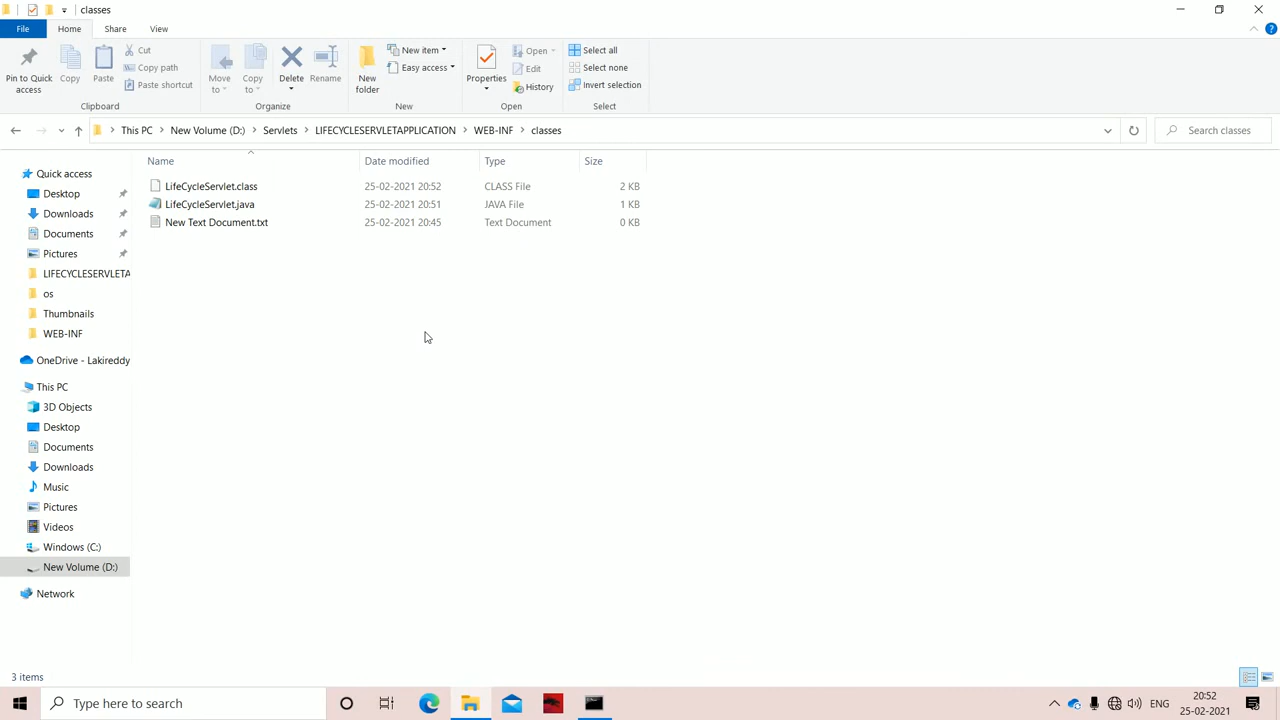 classes
File Home Share View
Pin to Quick access
Copy
Paste
Cut
Copy path
Paste shortcut
Clipboard
Move to
Copy to
Delete
Rename
Organize
New folder
New item
Easy access
New
Properties
Open
Edit
History
Open
Select all
Select none
Invert selection
Select
This PC New Volume (D:) Servlets LIFECYCLESERVLETAPPLICATION WEB-INF classes
Search classes
Name Date modified Type Size
LifeCycleServlet.class 25-02-2021 20:52 CLASS File 2 KB
LifeCycleServlet.java 25-02-2021 20:51 JAVA File 1 KB
New Text Document.txt 25-02-2021 20:45 Text Document 0 KB
Quick access
Desktop
Downloads
Documents
Pictures
LIFECYCLESERVLETA
os
Thumbnails
WEB-INF
OneDrive - Lakireddy
This PC
3D Objects
Desktop
Documents
Downloads
Music
Pictures
Videos
Windows (C:)
New Volume (D:)
Network
3 items
Type here to search
ENG
20:52
25-02-2021